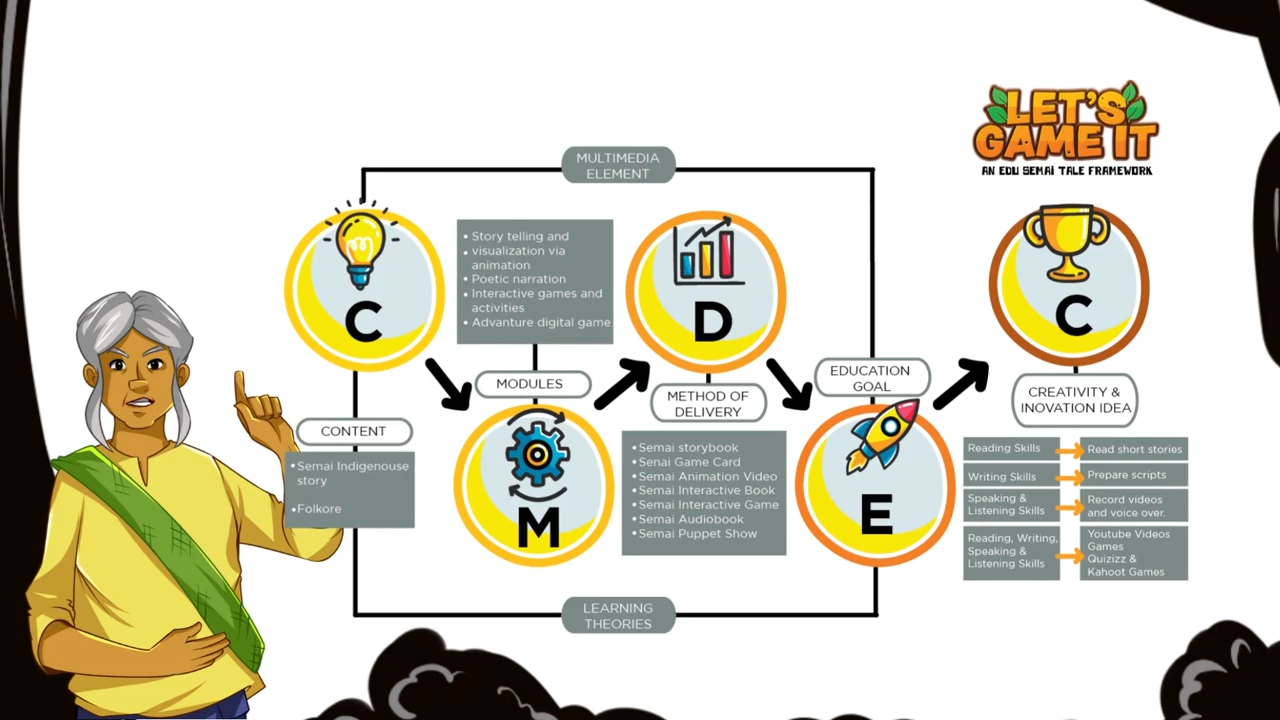 LET'S
GAME IT
AN EDU SEMAI TALE FRAMEWORK
MULTIMEDIA
ELEMENT
C
CONTENT
• Semai Indigenouse
story
• Folkore
• Story telling and
• visualization via
animation
• Poetic narration
• Interactive games and
activities
• Advanture digital game
MODULES
M
D
METHOD OF
DELIVERY
• Semai storybook
• Senai Game Card
• Semai Animation Video
• Semai Interactive Book
• Semai Interactive Game
• Semai Audiobook
• Semai Puppet Show
EDUCATION
GOAL
E
C
CREATIVITY &
INOVATION IDEA
Reading Skills
Read short stories
Writing Skills
Prepare scripts
Speaking &
Listening Skills
Record videos
and voice over.
Reading, Writing,
Speaking &
Listening Skills
Youtube Videos
Games
Quizizz &
Kahoot Games
LEARNING
THEORIES